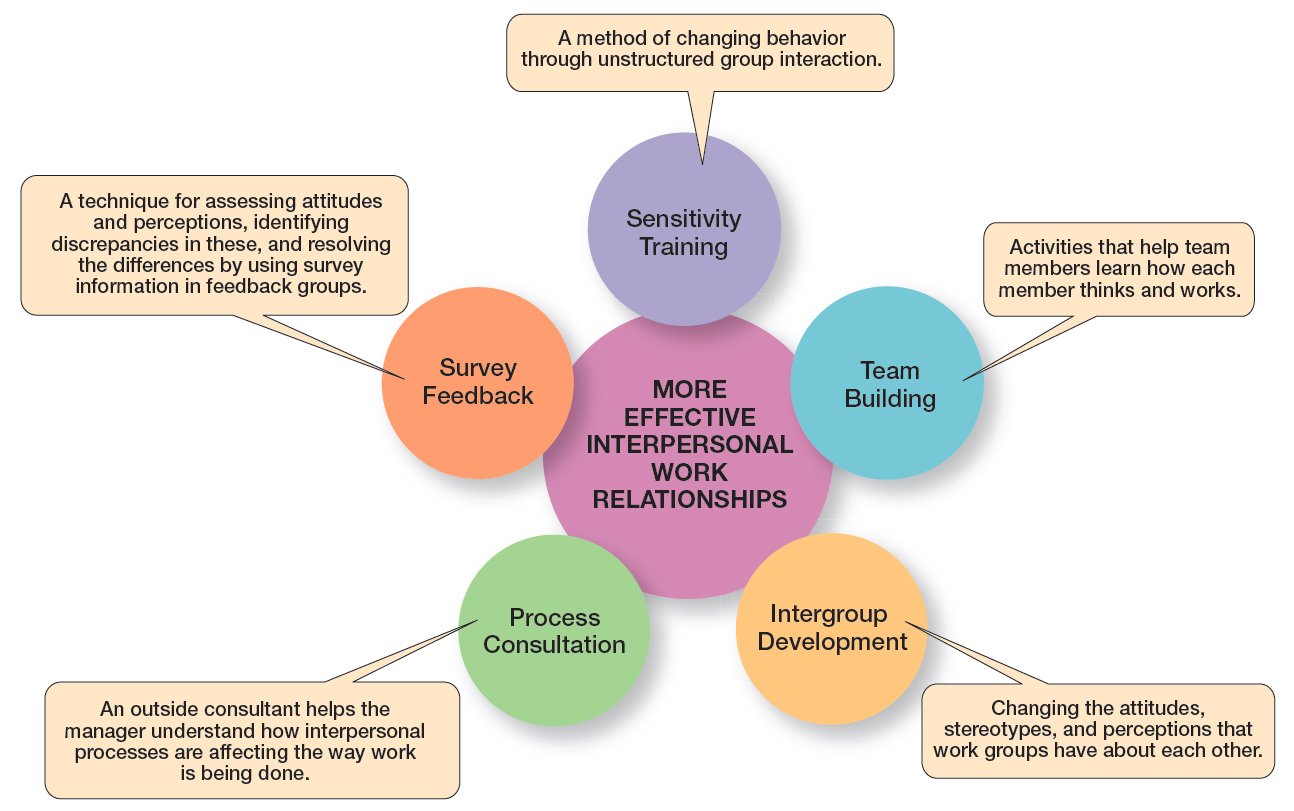 A method of changing behavior
through unstructured group interaction.
Sensitivity
Training
A technique for assessing attitudes
and perceptions, identifying
discrepancies in these, and resolving
the differences by using survey
information in feedback groups.
Activities that help team
members learn how each
member thinks and works.
Survey
Feedback
Team
Building
MORE
EFFECTIVE
INTERPERSONAL
WORK
RELATIONSHIPS
Process
Consultation
Intergroup
Development
An outside consultant helps the
manager understand how interpersonal
processes are affecting the way work
is being done.
Changing the attitudes,
stereotypes, and perceptions that
work groups have about each other.